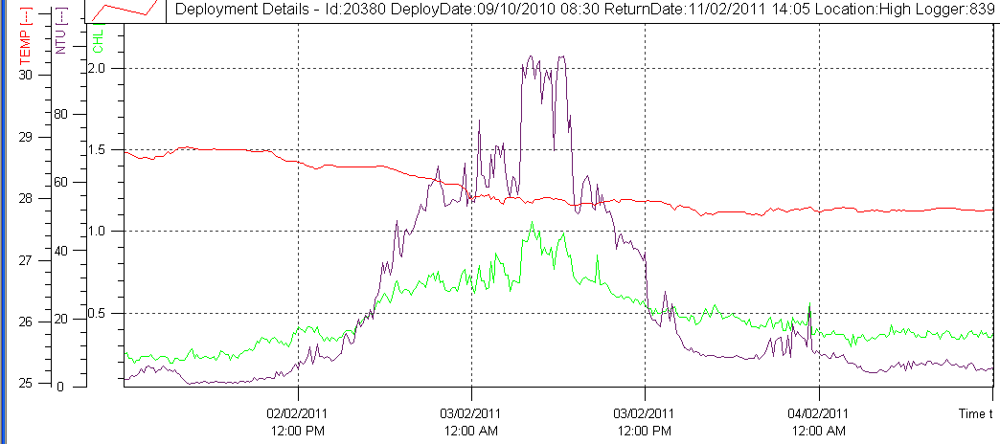 Deployment Details - Id:20380 DeployDate:09/10/2010 08:30 ReturnDate:11/02/2011 14:05 Location:High Logger:839
TEMP [---]
NTU [---]
CHL
30
29
28
27
26
25
80
60
40
20
0
2.0
1.5
1.0
0.5
02/02/2011
12:00 PM
03/02/2011
12:00 AM
03/02/2011
12:00 PM
04/02/2011
12:00 AM
Time t